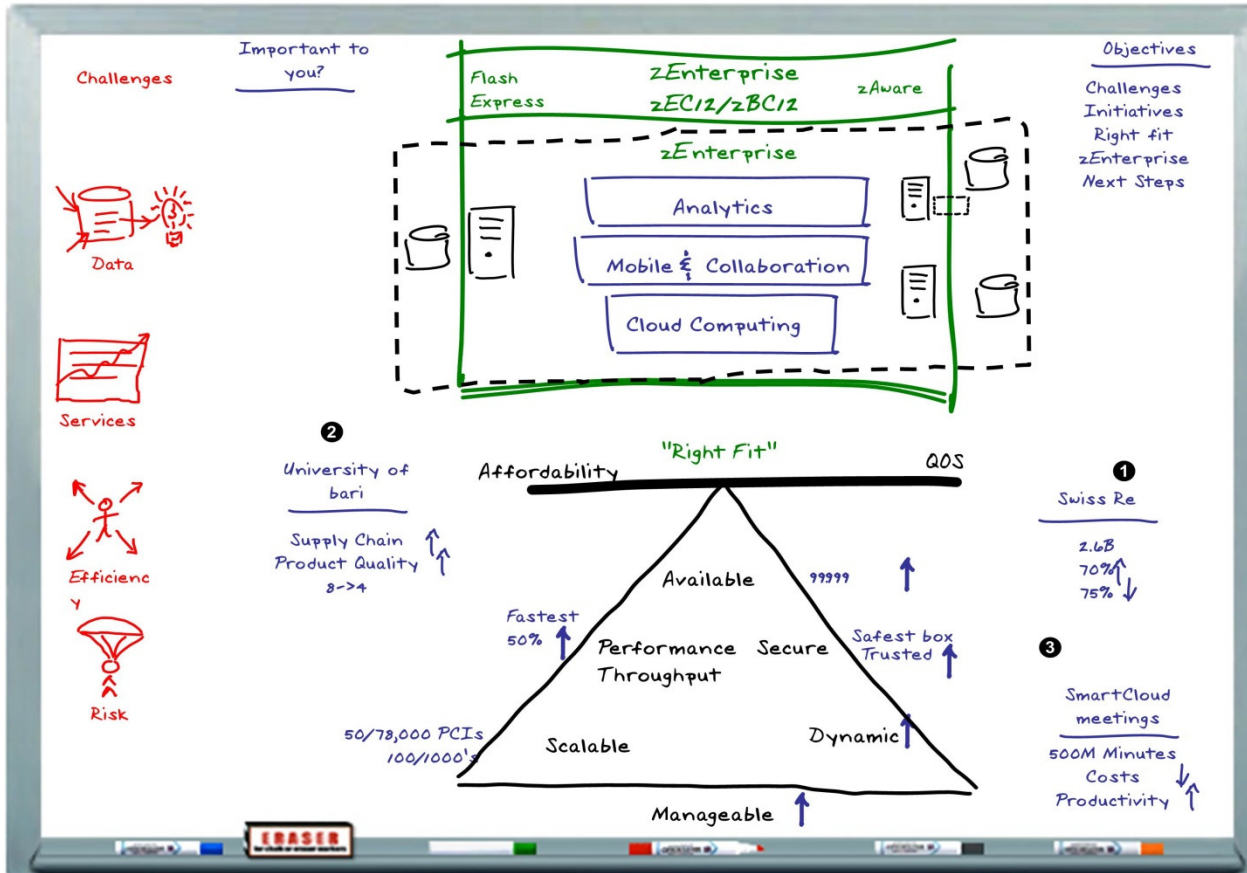 Challenges
Data
Services
Efficienc
y
Risk
Important to
you?
Flash
Express
zEnterprise
zEC12/zBC12
zAware
zEnterprise
Analytics
Mobile & Collaboration
Cloud Computing
Objectives
Challenges
Initiatives
Right fit
zEnterprise
Next Steps
2
University of
bari
Supply Chain
Product Quality
8->4
"Right Fit"
Affordability
QOS
Available
99999
Fastest
50%
Performance
Throughput
Secure
Safest box
Trusted
50/78,000 PCIs
100/1000's
Scalable
Dynamic
Manageable
1
Swiss Re
2.6B
70%
75%
3
SmartCloud
meetings
500M Minutes
Costs
Productivity
ERASER